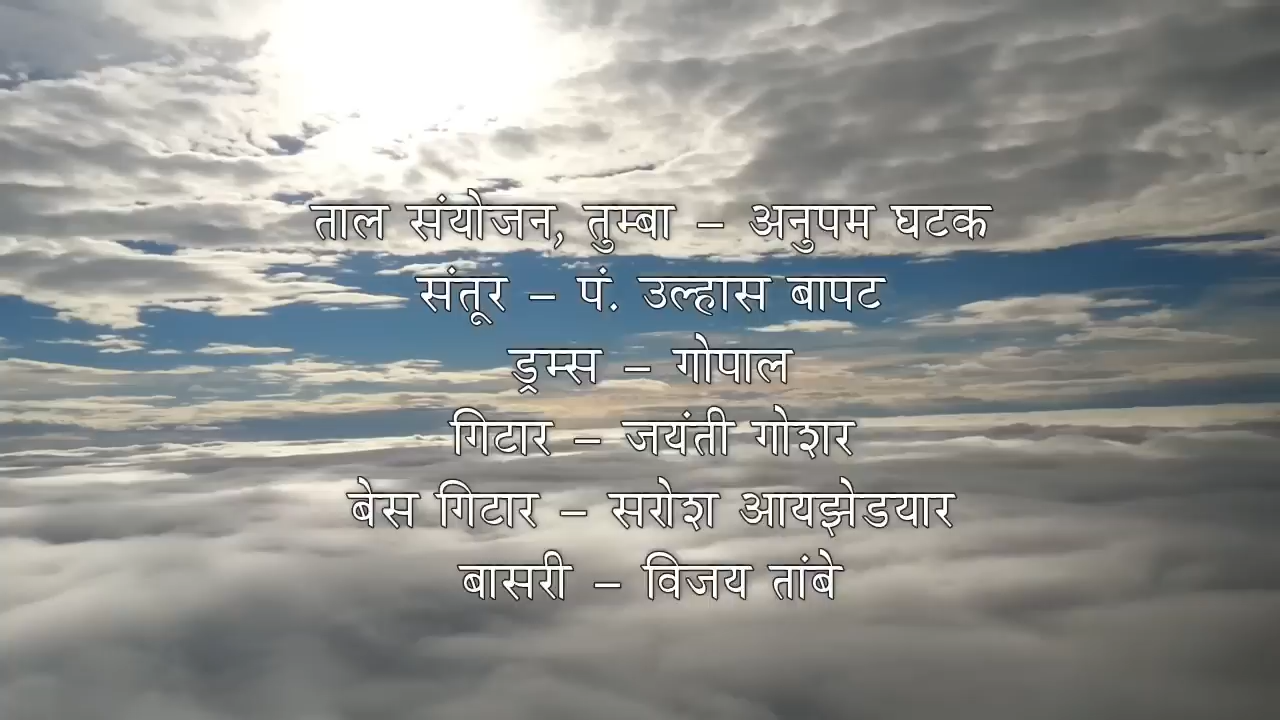 ताल संयोजन, तुम्बा – अनुपम घटक
संतूर – पं. उल्हास बापट
ड्रम्स – गोपाल
गिटार – जयंती गोशर
बेस गिटार – सरोश आयझेडयार
बासरी – विजय तांबे